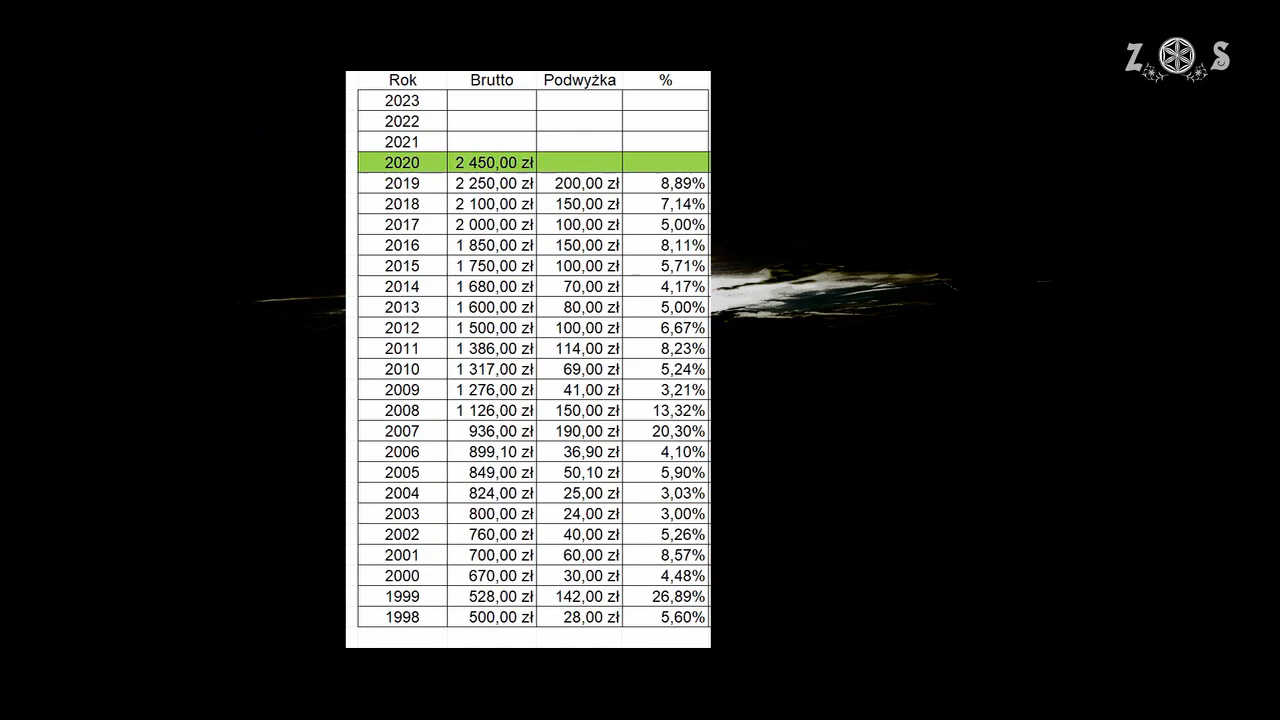 Z S
Rok Brutto Podwyżka %
2023
2022
2021
2020 2 450,00 zł
2019 2 250,00 zł 200,00 zł 8,89%
2018 2 100,00 zł 150,00 zł 7,14%
2017 2 000,00 zł 100,00 zł 5,00%
2016 1 850,00 zł 150,00 zł 8,11%
2015 1 750,00 zł 100,00 zł 5,71%
2014 1 680,00 zł 70,00 zł 4,17%
2013 1 600,00 zł 80,00 zł 5,00%
2012 1 500,00 zł 100,00 zł 6,67%
2011 1 386,00 zł 114,00 zł 8,23%
2010 1 317,00 zł 69,00 zł 5,24%
2009 1 276,00 zł 41,00 zł 3,21%
2008 1 126,00 zł 150,00 zł 13,32%
2007 936,00 zł 190,00 zł 20,30%
2006 899,10 zł 36,90 zł 4,10%
2005 849,00 zł 50,10 zł 5,90%
2004 824,00 zł 25,00 zł 3,03%
2003 800,00 zł 24,00 zł 3,00%
2002 760,00 zł 40,00 zł 5,26%
2001 700,00 zł 60,00 zł 8,57%
2000 670,00 zł 30,00 zł 4,48%
1999 528,00 zł 142,00 zł 26,89%
1998 500,00 zł 28,00 zł 5,60%